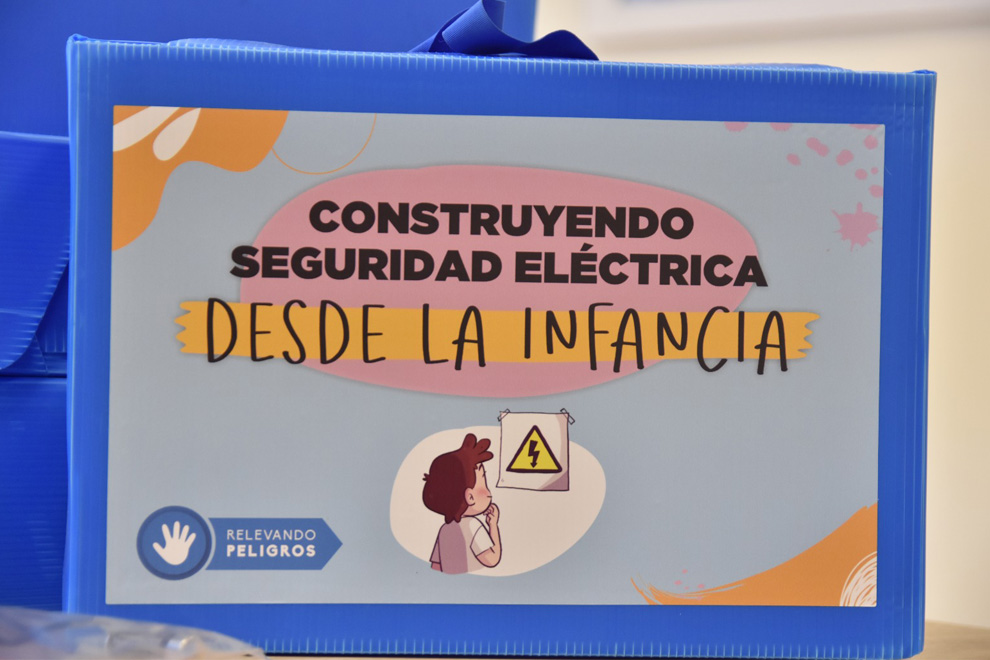 CONSTRUYENDO
SEGURIDAD ELÉCTRICA
DESDE LA INFANCIA
RELEVANDO
PELIGROS